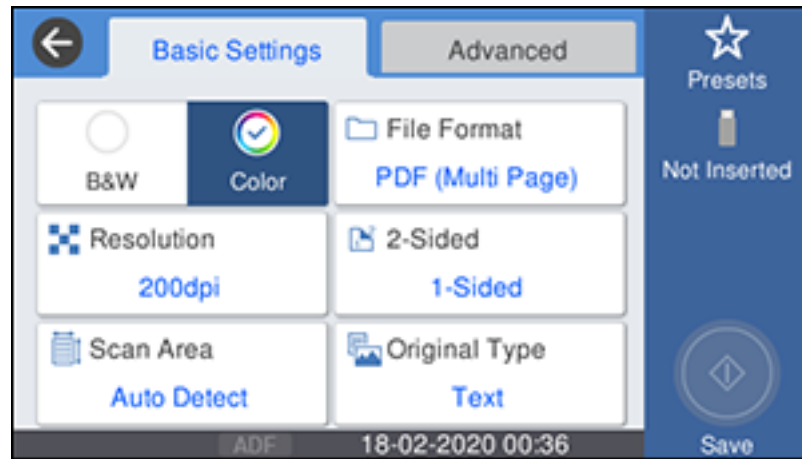 Basic Settings
Advanced
Presets
Not Inserted
B&W
Color
File Format
PDF (Multi Page)
Resolution
200dpi
2-Sided
1-Sided
Scan Area
Auto Detect
Original Type
Text
ADF
18-02-2020 00:36
Save